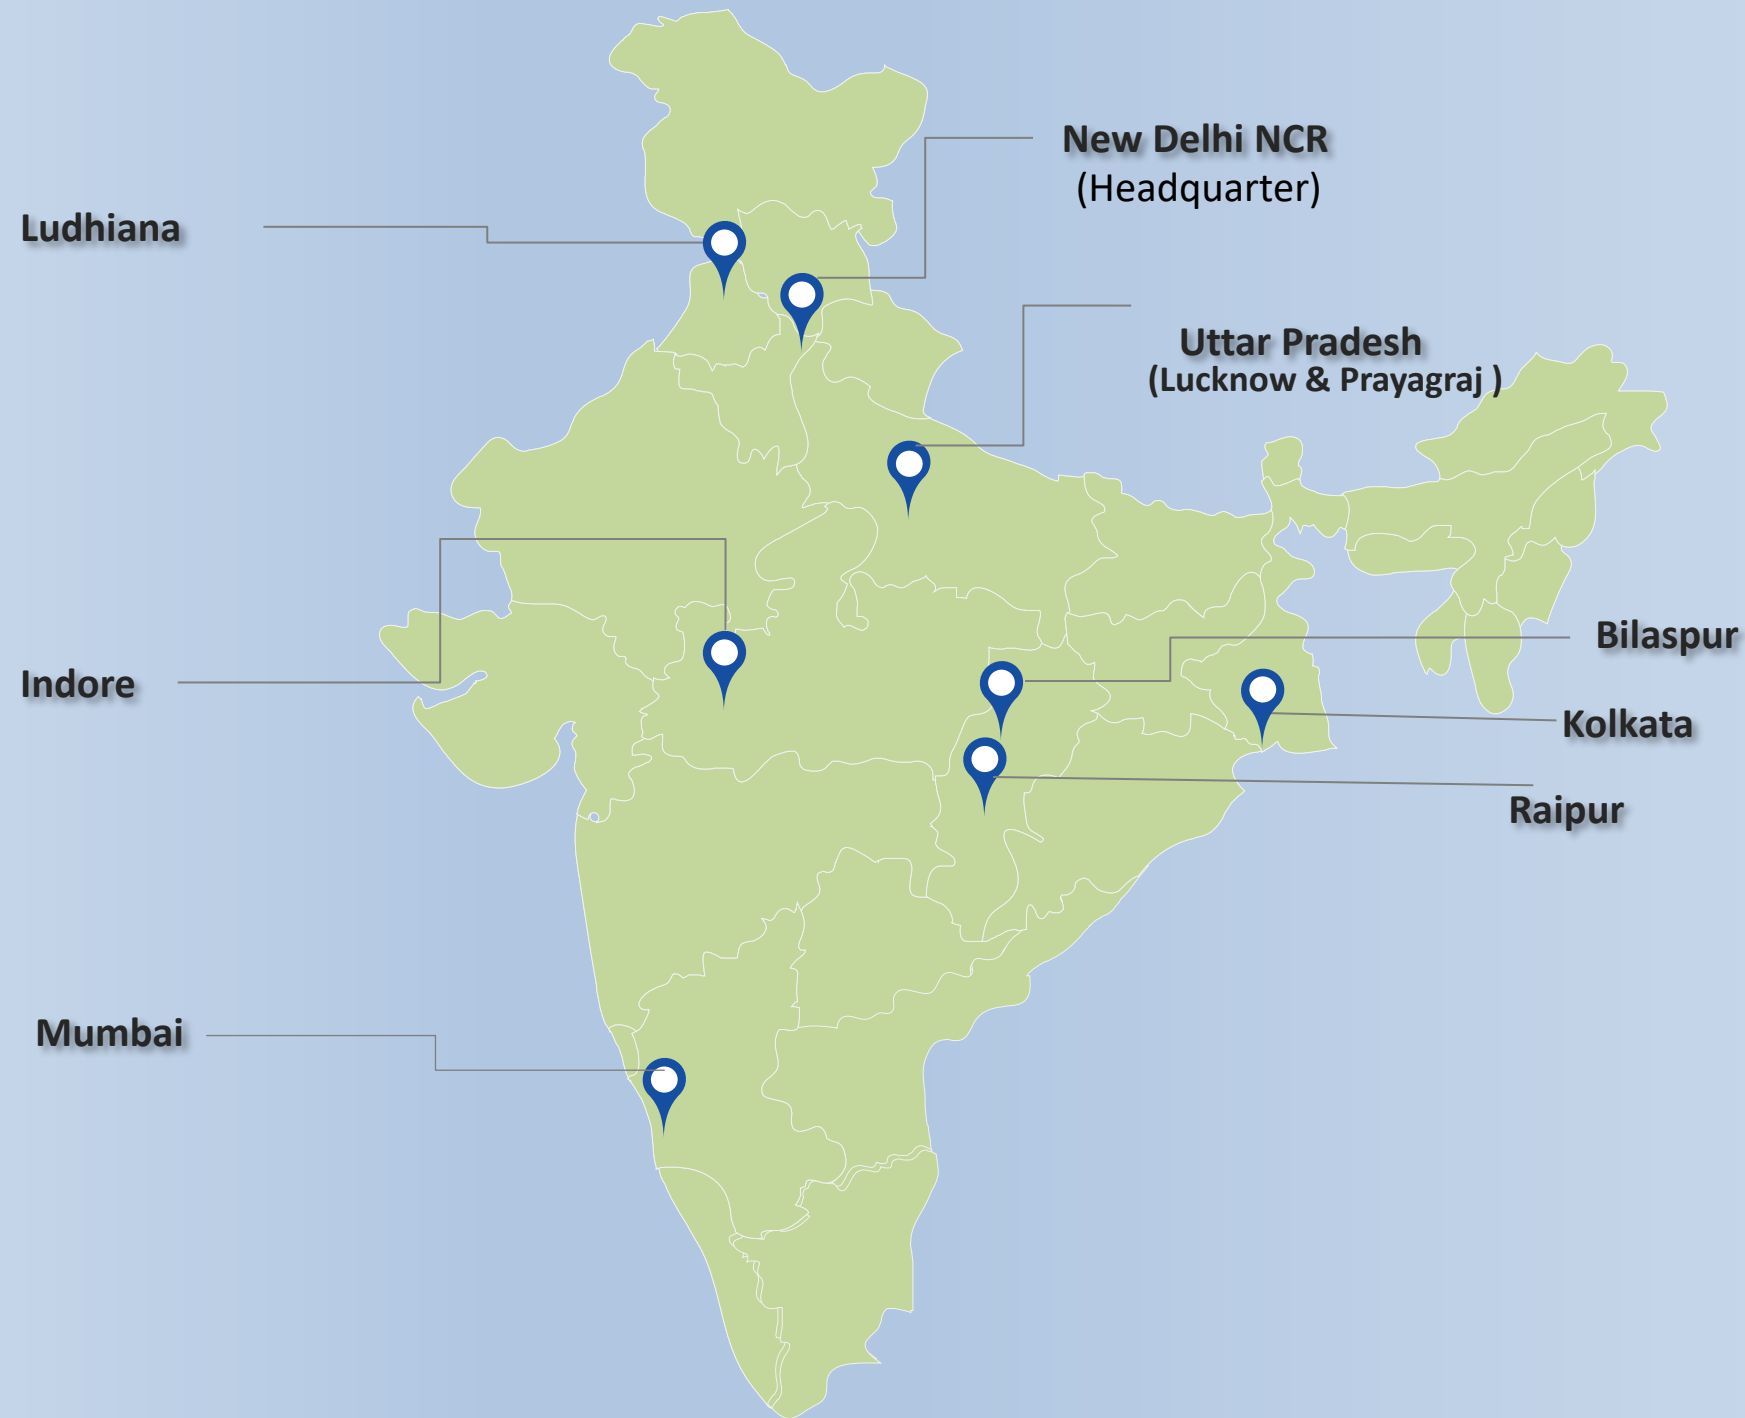 New Delhi NCR
(Headquarter)
Ludhiana
Uttar Pradesh
(Lucknow & Prayagraj )
Bilaspur
Indore
Kolkata
Raipur
Mumbai